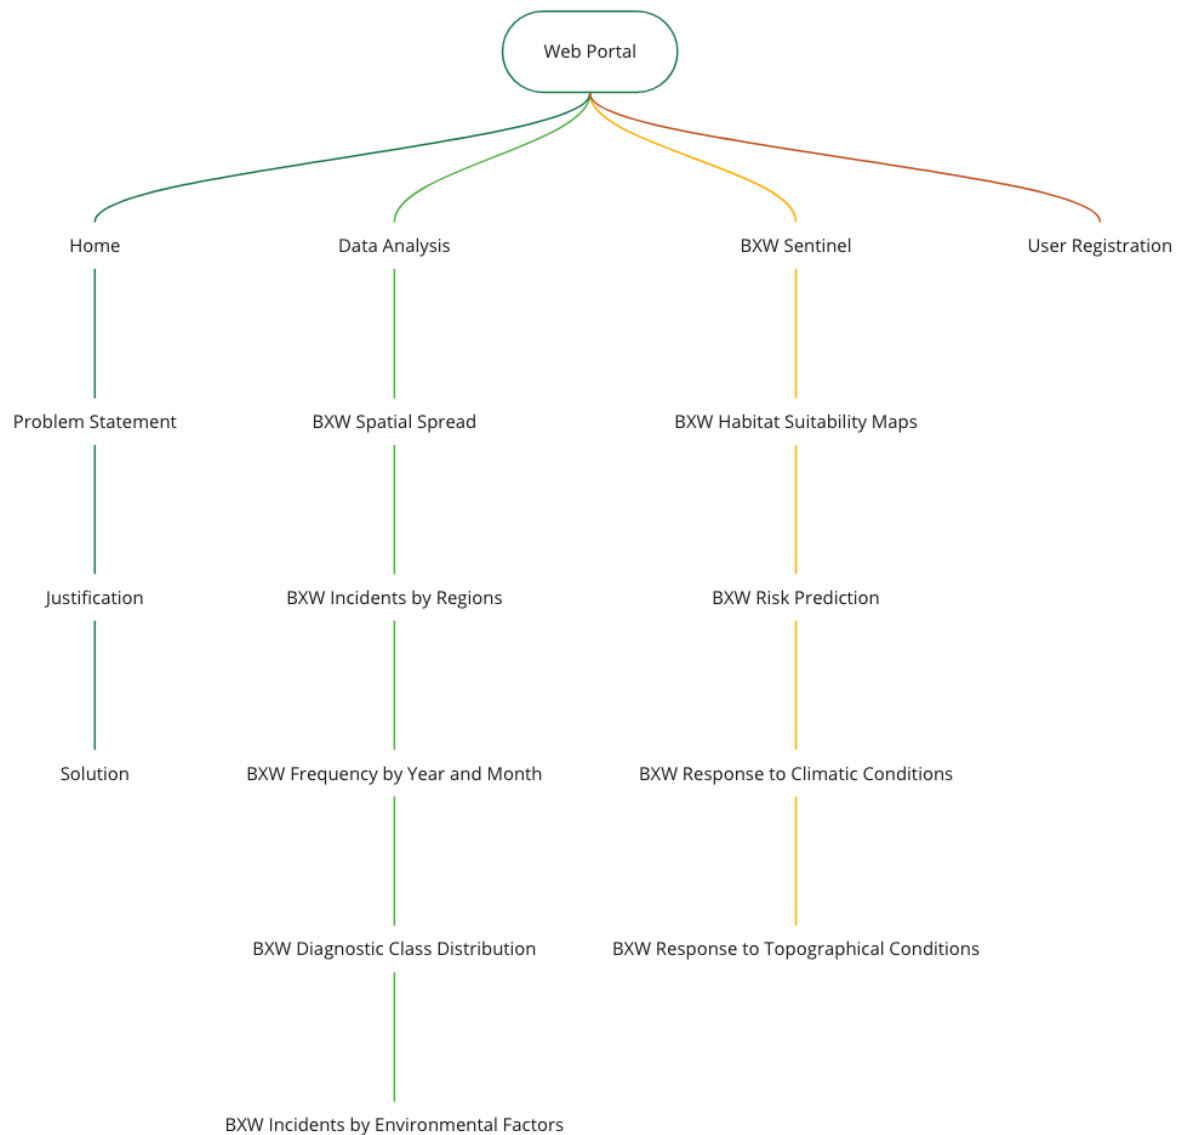 Web Portal
Home
Data Analysis
BXW Sentinel
User Registration
Problem Statement
BXW Spatial Spread
BXW Habitat Suitability Maps
Justification
BXW Incidents by Regions
BXW Risk Prediction
Solution
BXW Frequency by Year and Month
BXW Response to Climatic Conditions
BXW Diagnostic Class Distribution
BXW Response to Topographical Conditions
BXW Incidents by Environmental Factors